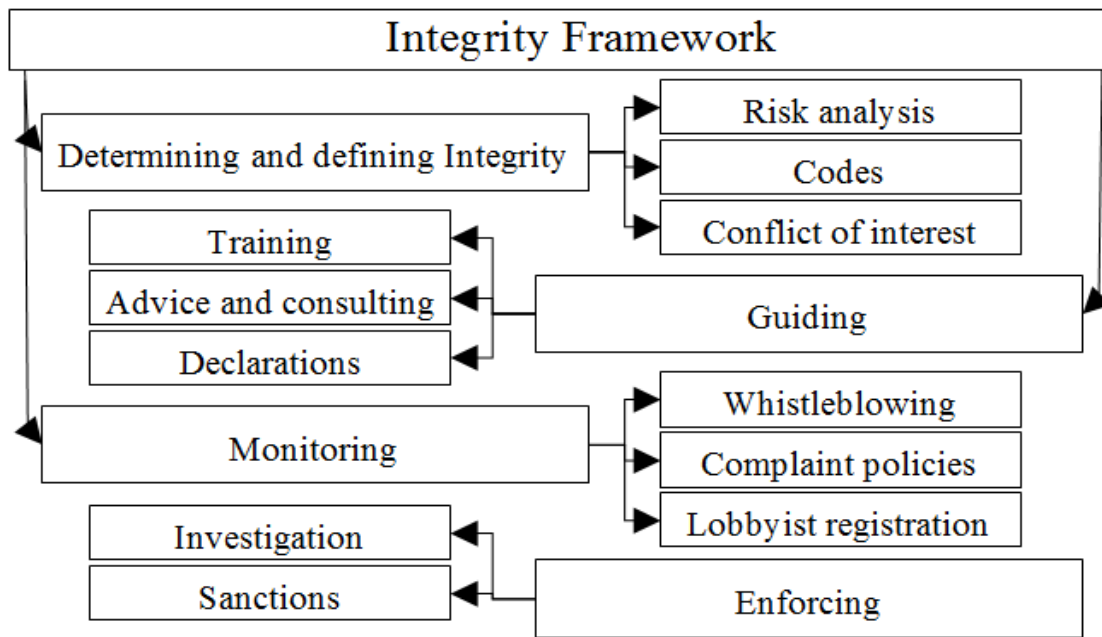 Integrity Framework
Determining and defining Integrity
Risk analysis
Codes
Conflict of interest
Training
Advice and consulting
Declarations
Guiding
Monitoring
Whistleblowing
Complaint policies
Lobbyist registration
Investigation
Sanctions
Enforcing